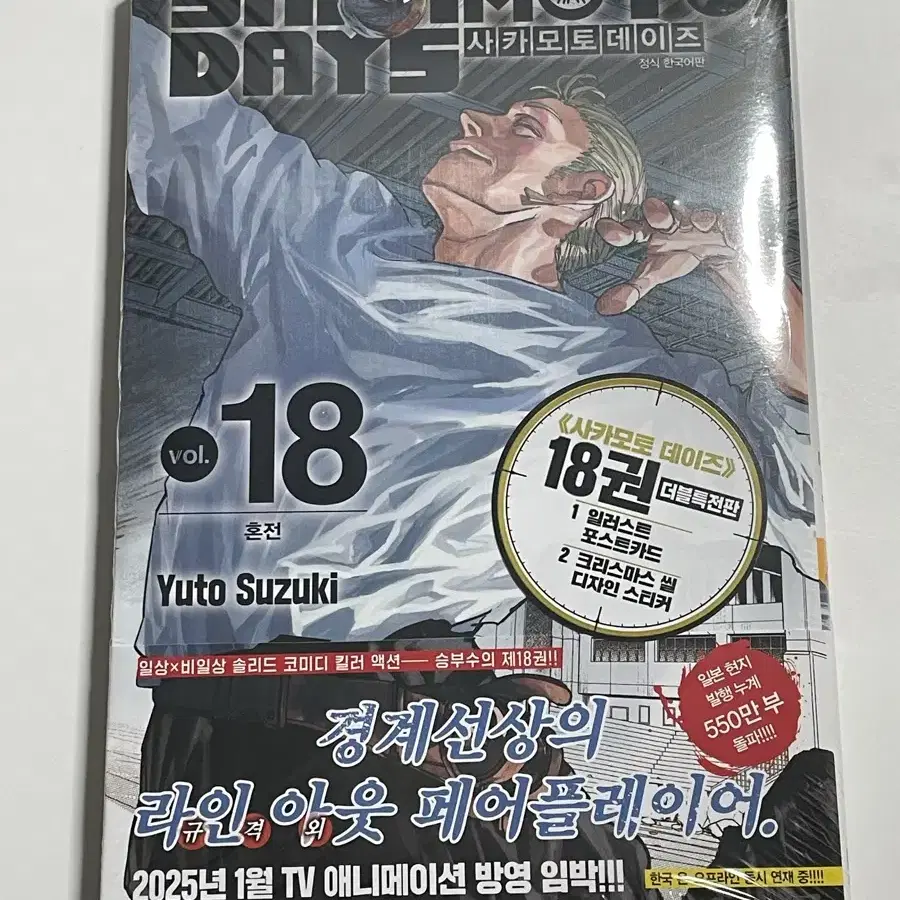 SAKAMOTO
DAYS
사카모토데이즈
정식 한국어판
vol.
18
혼전
Yuto Suzuki
《사카모토 데이즈》
18권 더블특전판
1 일러스트
포스트카드
2 크리스마스 씰
디자인 스티커
일상×비일상 솔리드 코미디 킬러 액션── 승부수의 제18권!!
일본 현지
발행 누계
550만 부
돌파!!!!
경계선상의
라인 아웃 페어플레이어.
규 격 외
2025년 1월 TV 애니메이션 방영 임박!!!
한국 온·오프라인 동시 연재 중!!!!